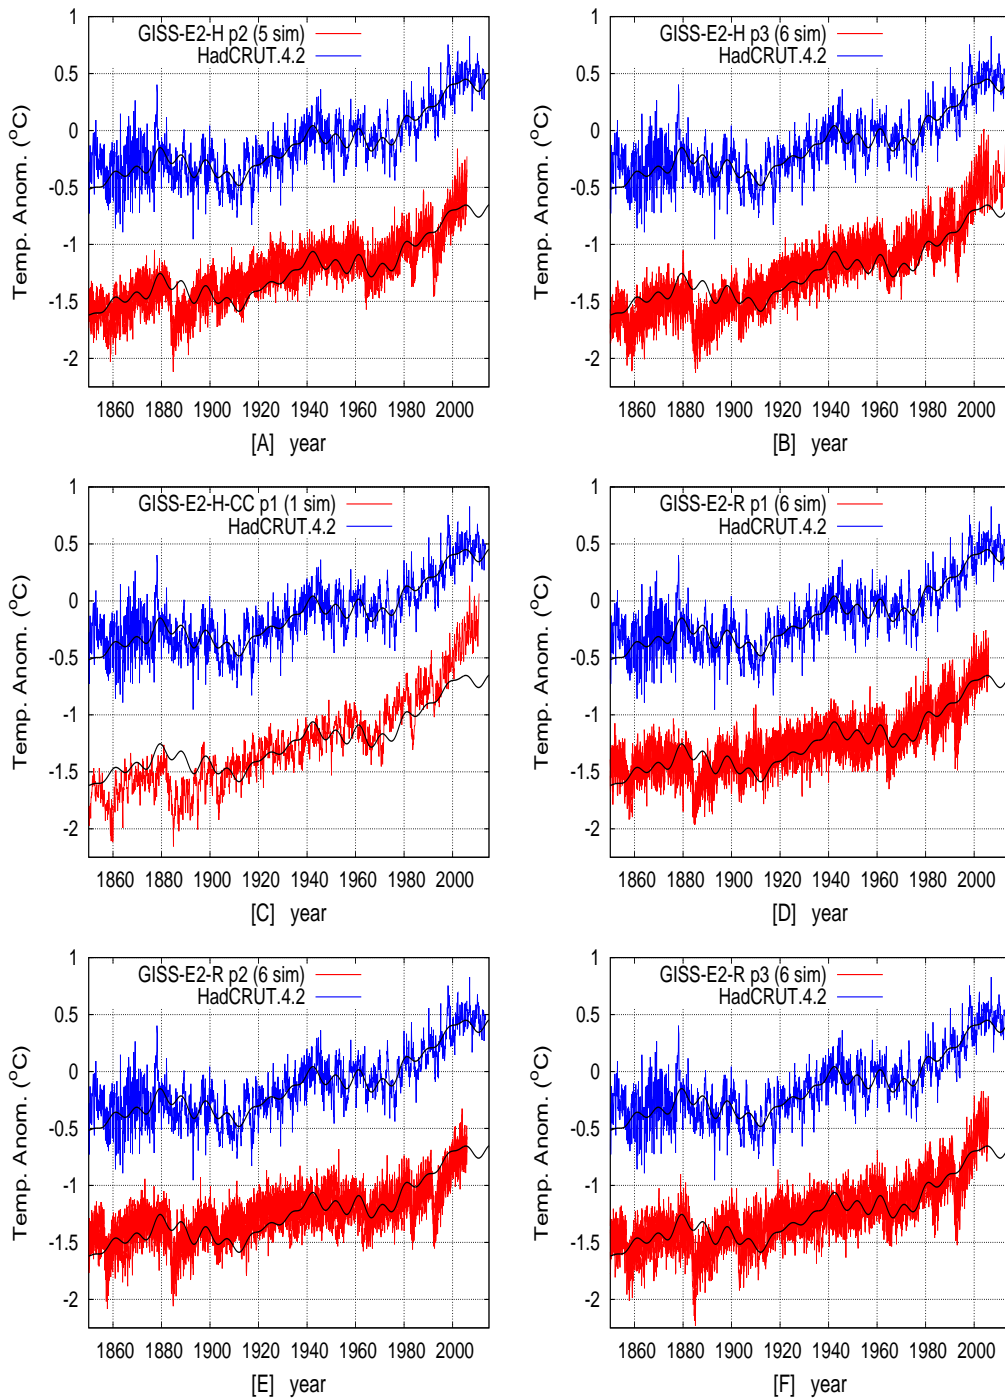 1
0.5
0
-0.5
-1
-1.5
-2
Temp. Anom. (°C)
GISS-E2-H p2 (5 sim)
HadCRUT.4.2
1860 1880 1900 1920 1940 1960 1980 2000
[A] year
1
0.5
0
-0.5
-1
-1.5
-2
Temp. Anom. (°C)
GISS-E2-H p3 (6 sim)
HadCRUT.4.2
1860 1880 1900 1920 1940 1960 1980 2000
[B] year
1
0.5
0
-0.5
-1
-1.5
-2
Temp. Anom. (°C)
GISS-E2-H-CC p1 (1 sim)
HadCRUT.4.2
1860 1880 1900 1920 1940 1960 1980 2000
[C] year
1
0.5
0
-0.5
-1
-1.5
-2
Temp. Anom. (°C)
GISS-E2-R p1 (6 sim)
HadCRUT.4.2
1860 1880 1900 1920 1940 1960 1980 2000
[D] year
1
0.5
0
-0.5
-1
-1.5
-2
Temp. Anom. (°C)
GISS-E2-R p2 (6 sim)
HadCRUT.4.2
1860 1880 1900 1920 1940 1960 1980 2000
[E] year
1
0.5
0
-0.5
-1
-1.5
-2
Temp. Anom. (°C)
GISS-E2-R p3 (6 sim)
HadCRUT.4.2
1860 1880 1900 1920 1940 1960 1980 2000
[F] year